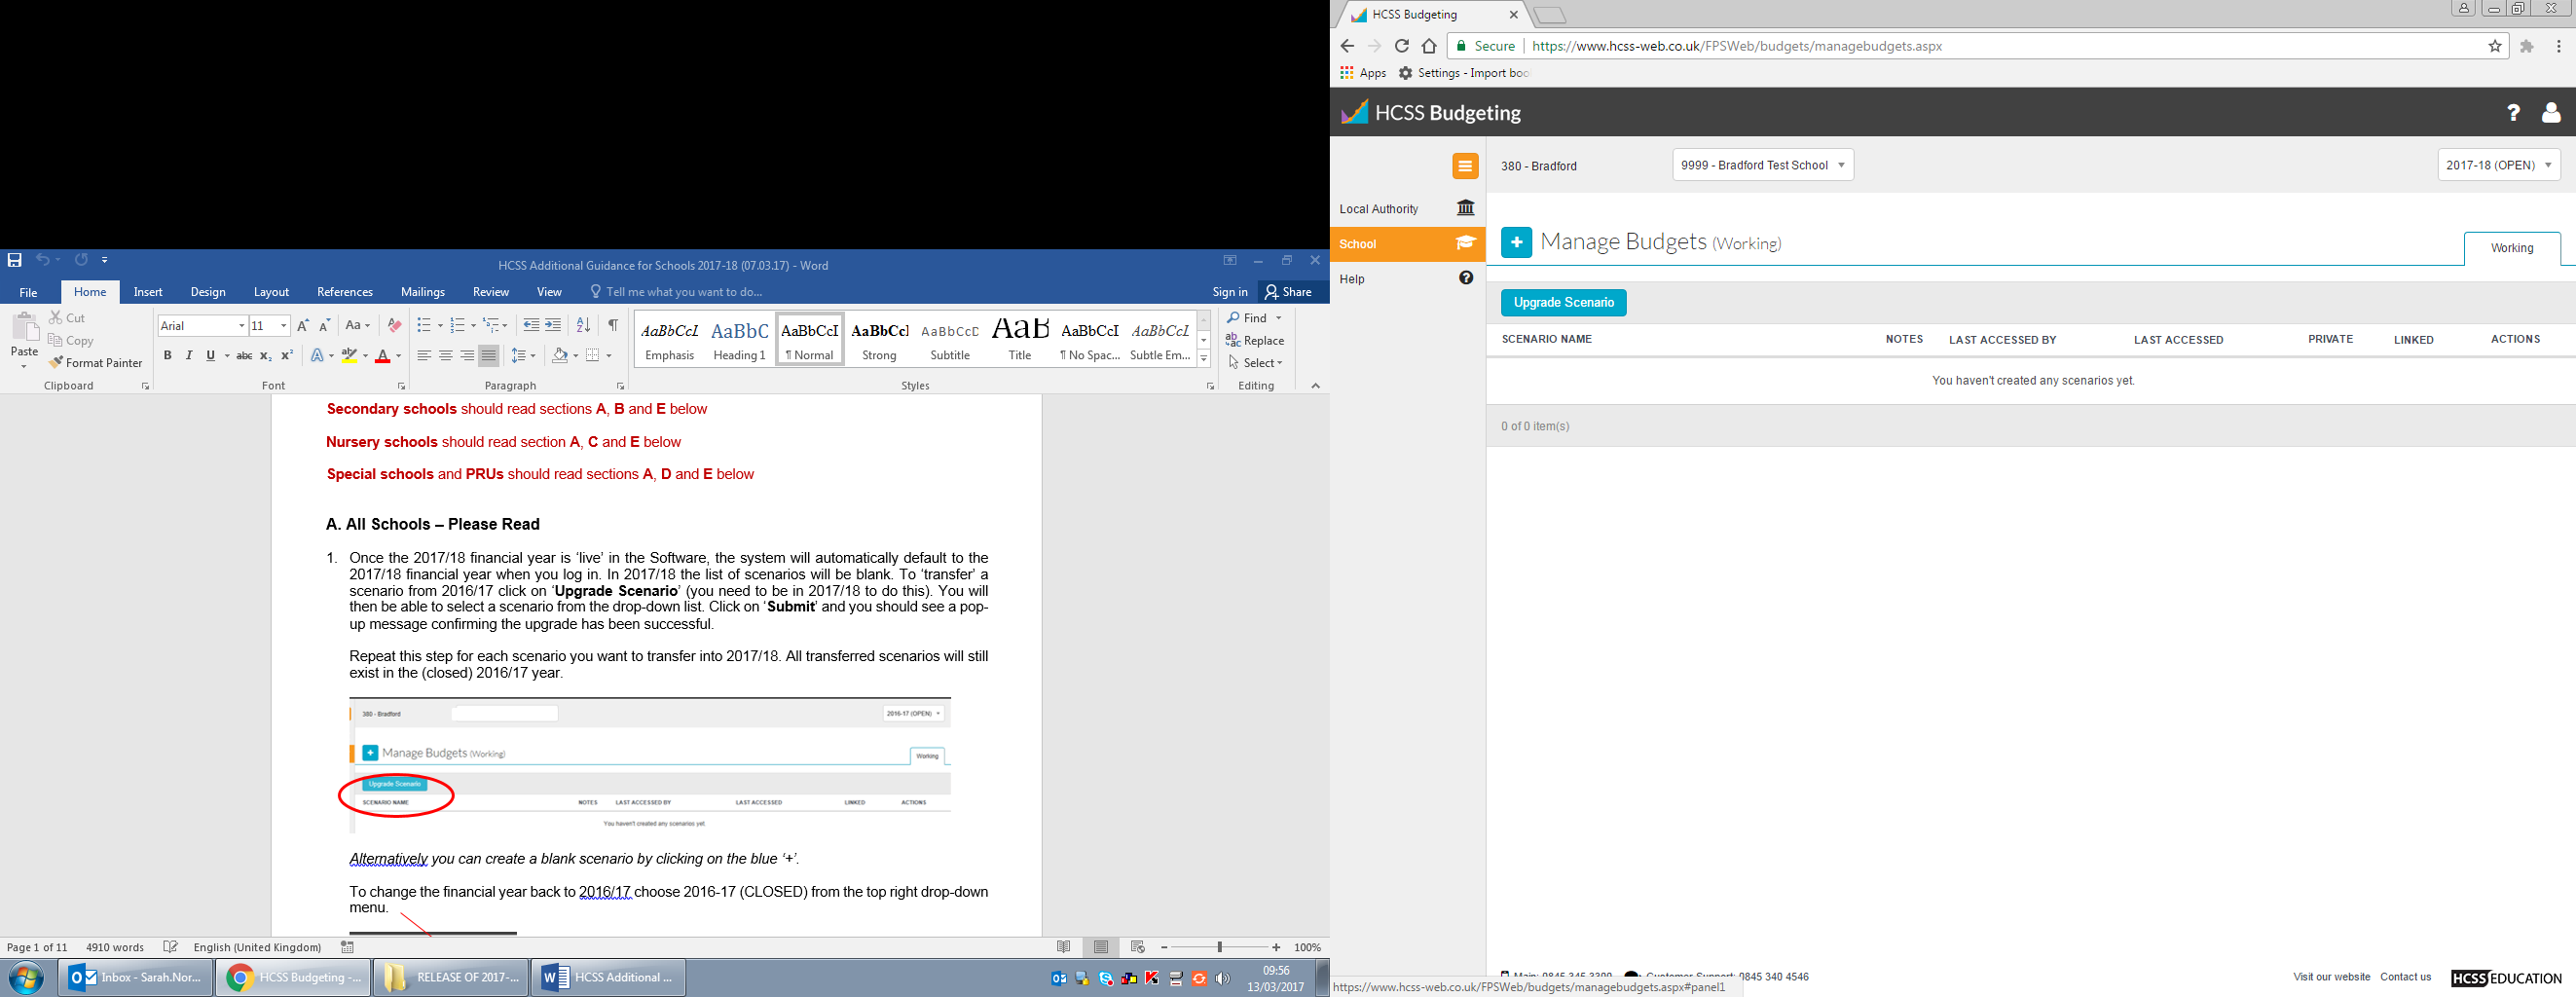 HCSS Additional Guidance for Schools 2017-18 (07.03.17) - Word
File Home Insert Design Layout References Mailings Review View Tell me what you want to do... Sign in Share
Paste
Cut
Copy
Format Painter
Clipboard
Arial 11
Font
Paragraph
AaBbCcI AaBbC AaBbCcI AaBbCcI AaBbCcD AaB AaBbCcI AaBbCcI
Emphasis Heading 1 ¶ Normal Strong Subtitle Title ¶ No Spac... Subtle Em...
Styles
Find
Replace
Select
Editing
Secondary schools should read sections A, B and E below
Nursery schools should read section A, C and E below
Special schools and PRUs should read sections A, D and E below
A. All Schools – Please Read
1. Once the 2017/18 financial year is ‘live’ in the Software, the system will automatically default to the
2017/18 financial year when you log in. In 2017/18 the list of scenarios will be blank. To ‘transfer’ a
scenario from 2016/17 click on ‘Upgrade Scenario’ (you need to be in 2017/18 to do this). You will
then be able to select a scenario from the drop-down list. Click on ‘Submit’ and you should see a pop-
up message confirming the upgrade has been successful.
Repeat this step for each scenario you want to transfer into 2017/18. All transferred scenarios will still
exist in the (closed) 2016/17 year.
380 - Bradford 2016-17 (OPEN)
Manage Budgets (Working) Working
Upgrade Scenario
SCENARIO NAME NOTES LAST ACCESSED BY LAST ACCESSED LINKED ACTIONS
You haven't created any scenarios yet.
Alternatively you can create a blank scenario by clicking on the blue ‘+’.
To change the financial year back to 2016/17 choose 2016-17 (CLOSED) from the top right drop-down
menu.
Page 1 of 11 4910 words English (United Kingdom) 100%
Inbox - Sarah.Nor... HCSS Budgeting -... RELEASE OF 2017-... HCSS Additional ...
09:56
13/03/2017
HCSS Budgeting
Secure https://www.hcss-web.co.uk/FPSWeb/budgets/managebudgets.aspx
Apps Settings - Import boo
HCSS Budgeting
380 - Bradford 9999 - Bradford Test School 2017-18 (OPEN)
Local Authority
School
Help
Manage Budgets (Working) Working
Upgrade Scenario
SCENARIO NAME NOTES LAST ACCESSED BY LAST ACCESSED PRIVATE LINKED ACTIONS
You haven't created any scenarios yet.
0 of 0 item(s)
Main: 0845 345 3300 Customer Support: 0845 340 4546
Visit our website Contact us HCSS EDUCATION
https://www.hcss-web.co.uk/FPSWeb/budgets/managebudgets.aspx#panel1